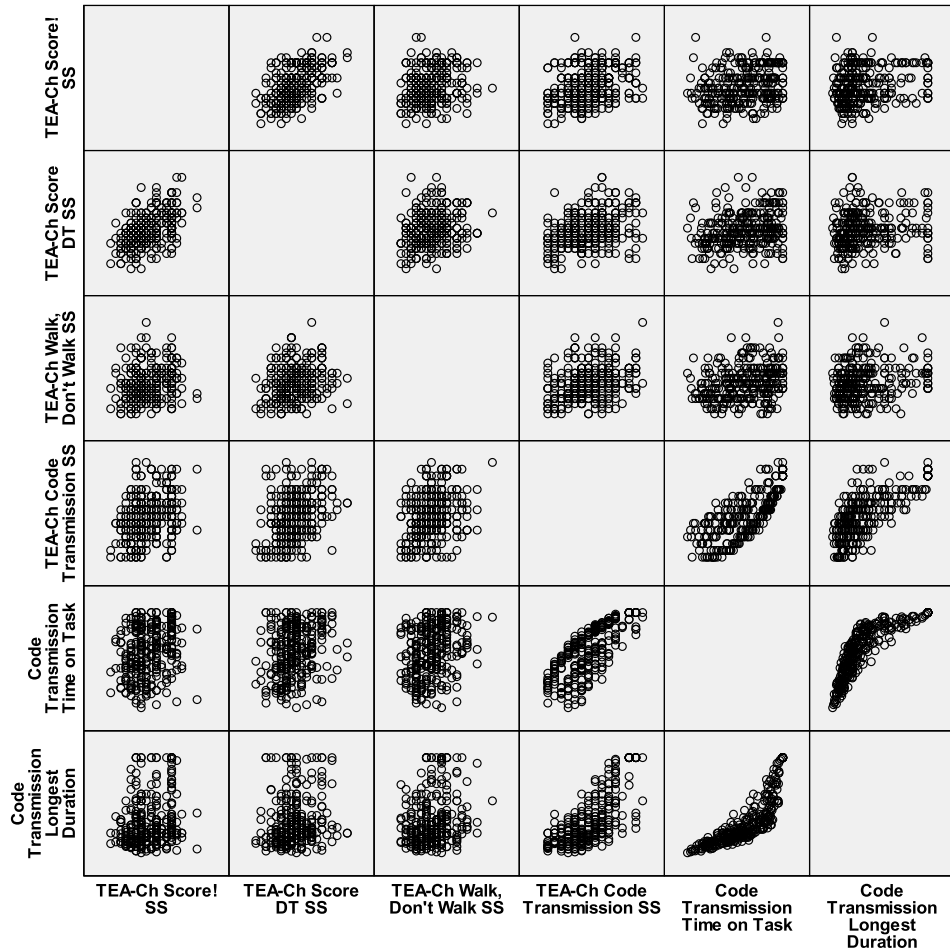 TEA-Ch Score!
SS
TEA-Ch Score
DT SS
TEA-Ch Walk,
Don't Walk SS
TEA-Ch Code
Transmission SS
Code
Transmission
Time on Task
Code
Transmission
Longest
Duration
TEA-Ch Score!
SS
TEA-Ch Score
DT SS
TEA-Ch Walk,
Don't Walk SS
TEA-Ch Code
Transmission SS
Code
Transmission
Time on Task
Code
Transmission
Longest
Duration